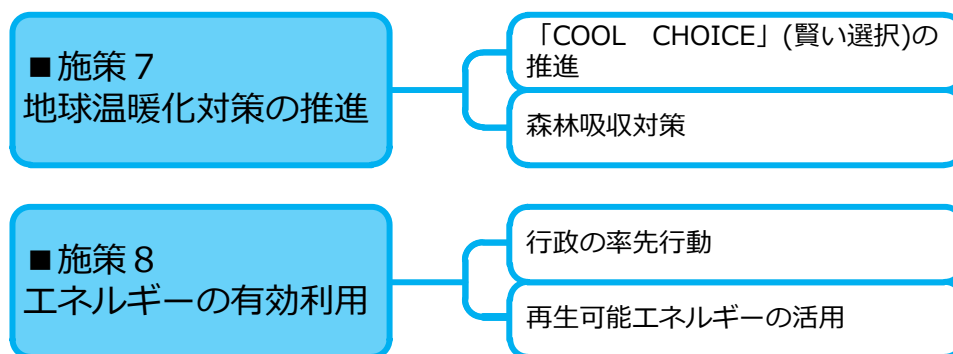 ■施策７
地球温暖化対策の推進
「COOL　CHOICE」(賢い選択)の
推進
森林吸収対策
■施策８
エネルギーの有効利用
行政の率先行動
再生可能エネルギーの活用